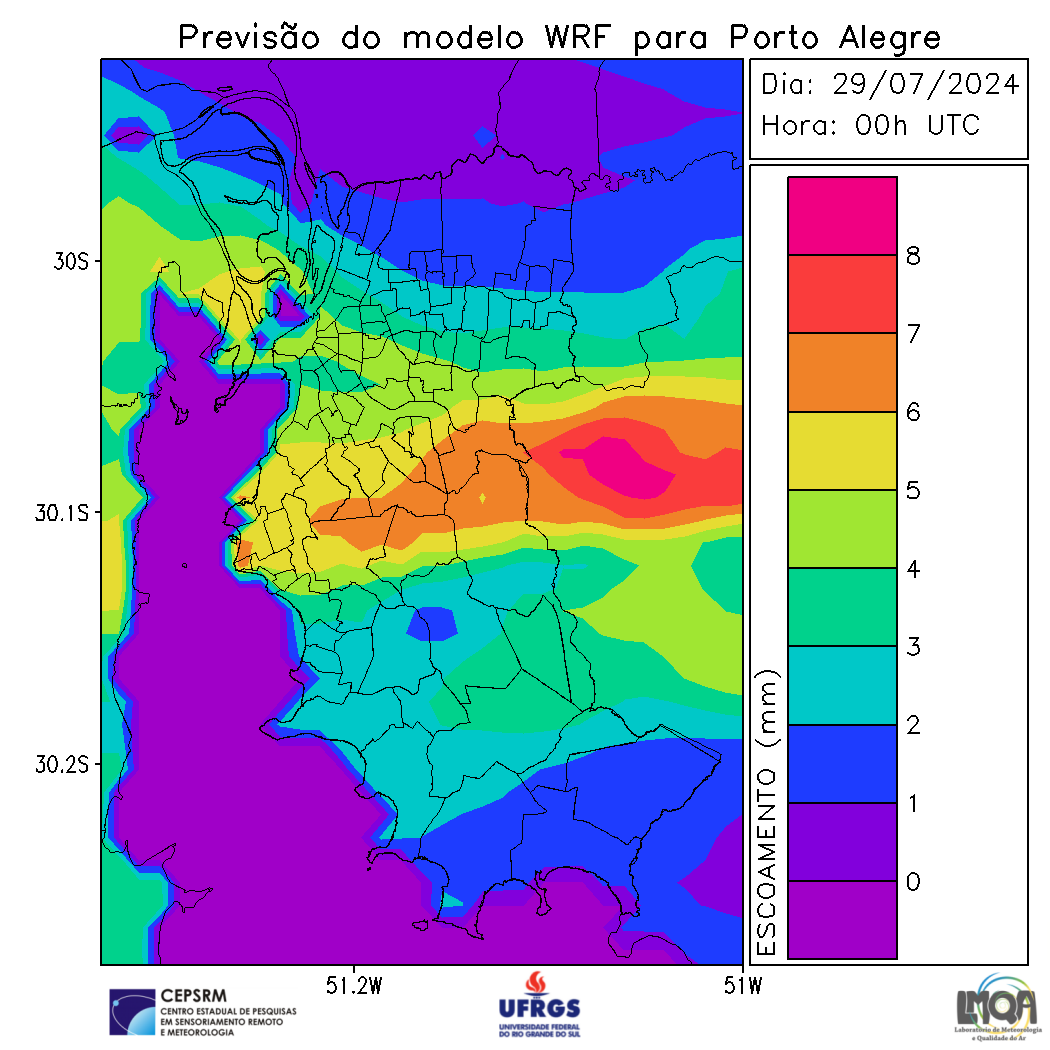 Previsão do modelo WRF para Porto Alegre
Dia: 29/07/2024
Hora: 00h UTC
30S
30.1S
30.2S
51.2W
51W
8
7
6
5
4
3
2
1
0
ESCOAMENTO (mm)
CEPSRM
CENTRO ESTADUAL DE PESQUISAS
EM SENSORIAMENTO REMOTO
E METEOROLOGIA
UFRGS
UNIVERSIDADE FEDERAL
DO RIO GRANDE DO SUL
LMQA
Laboratório de Meteorologia
e Qualidade do Ar